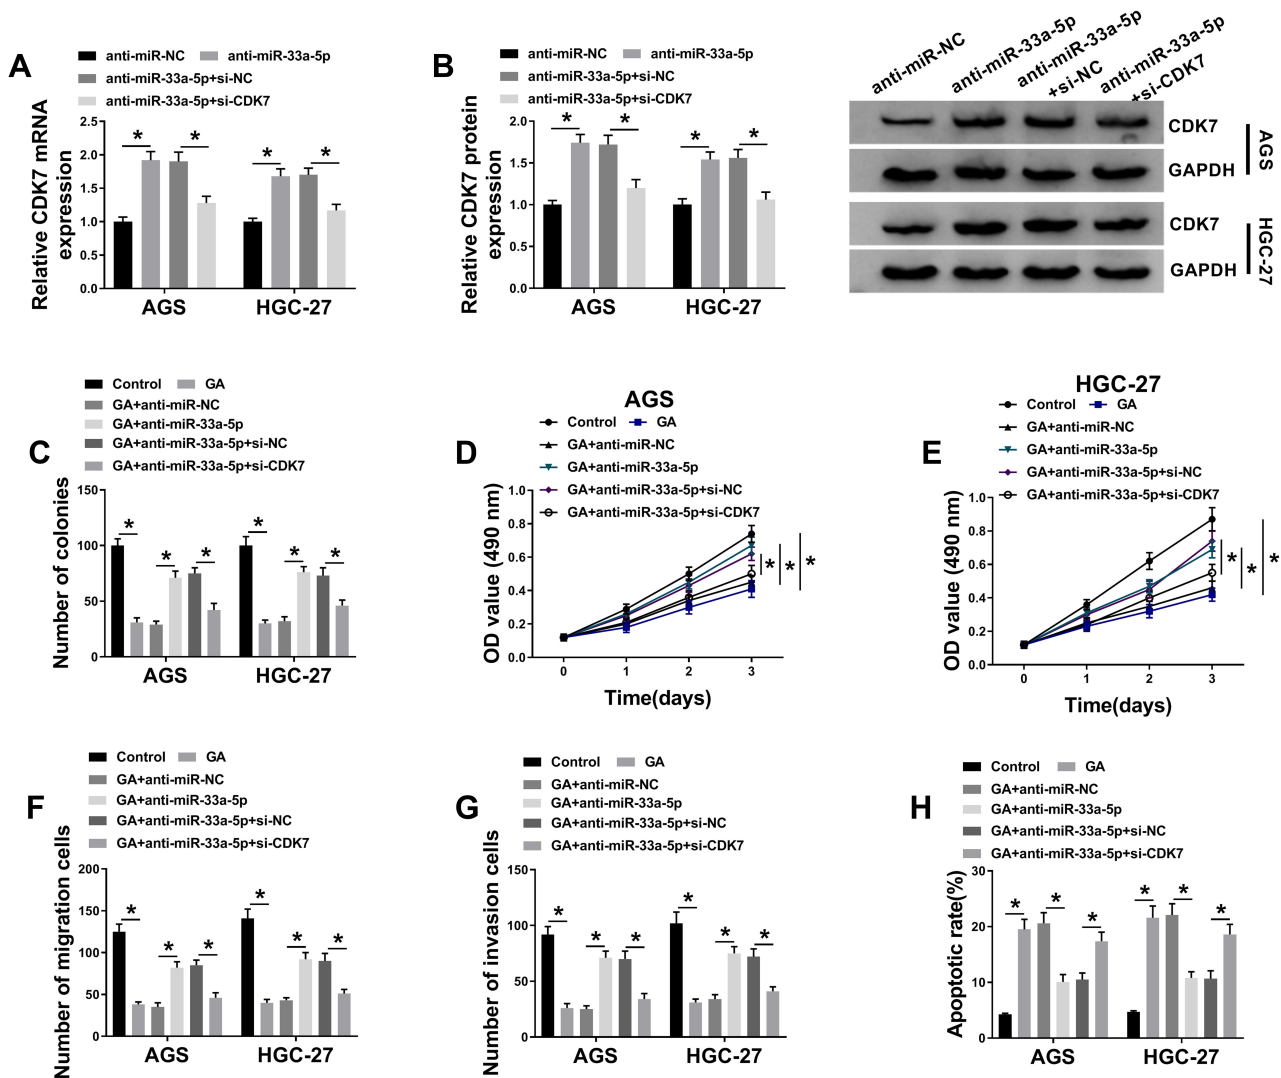 A
anti-miR-NC anti-miR-33a-5p
anti-miR-33a-5p+si-NC
anti-miR-33a-5p+si-CDK7
Relative CDK7 mRNA
expression
2.5
2.0
1.5
1.0
0.5
0.0
* * * *
AGS HGC-27
B
anti-miR-NC anti-miR-33a-5p
anti-miR-33a-5p+si-NC
anti-miR-33a-5p+si-CDK7
Relative CDK7 protein
expression
2.0
1.5
1.0
0.5
0.0
* * * *
AGS HGC-27
anti-miR-NC
anti-miR-33a-5p
anti-miR-33a-5p
+si-NC
anti-miR-33a-5p
+si-CDK7
CDK7
GAPDH
AGS
CDK7
GAPDH
HGC-27
C
Control GA
GA+anti-miR-NC
GA+anti-miR-33a-5p
GA+anti-miR-33a-5p+si-NC
GA+anti-miR-33a-5p+si-CDK7
Number of colonies
150
100
50
0
* * * * * *
AGS HGC-27
D
AGS
Control GA
GA+anti-miR-NC
GA+anti-miR-33a-5p
GA+anti-miR-33a-5p+si-NC
GA+anti-miR-33a-5p+si-CDK7
OD value (490 nm)
1.0
0.8
0.6
0.4
0.2
0.0
* * *
0 1 2 3
Time(days)
E
HGC-27
Control GA
GA+anti-miR-NC
GA+anti-miR-33a-5p
GA+anti-miR-33a-5p+si-NC
GA+anti-miR-33a-5p+si-CDK7
OD value (490 nm)
1.0
0.8
0.6
0.4
0.2
0.0
* * *
0 1 2 3
Time(days)
F
Control GA
GA+anti-miR-NC
GA+anti-miR-33a-5p
GA+anti-miR-33a-5p+si-NC
GA+anti-miR-33a-5p+si-CDK7
Number of migration cells
200
150
100
50
0
* * * * * *
AGS HGC-27
G
Control GA
GA+anti-miR-NC
GA+anti-miR-33a-5p
GA+anti-miR-33a-5p+si-NC
GA+anti-miR-33a-5p+si-CDK7
Number of invasion cells
150
100
50
0
* * * * * *
AGS HGC-27
H
Control GA
GA+anti-miR-NC
GA+anti-miR-33a-5p
GA+anti-miR-33a-5p+si-NC
GA+anti-miR-33a-5p+si-CDK7
Apoptotic rate(%)
30
20
10
0
* * * * * *
AGS HGC-27